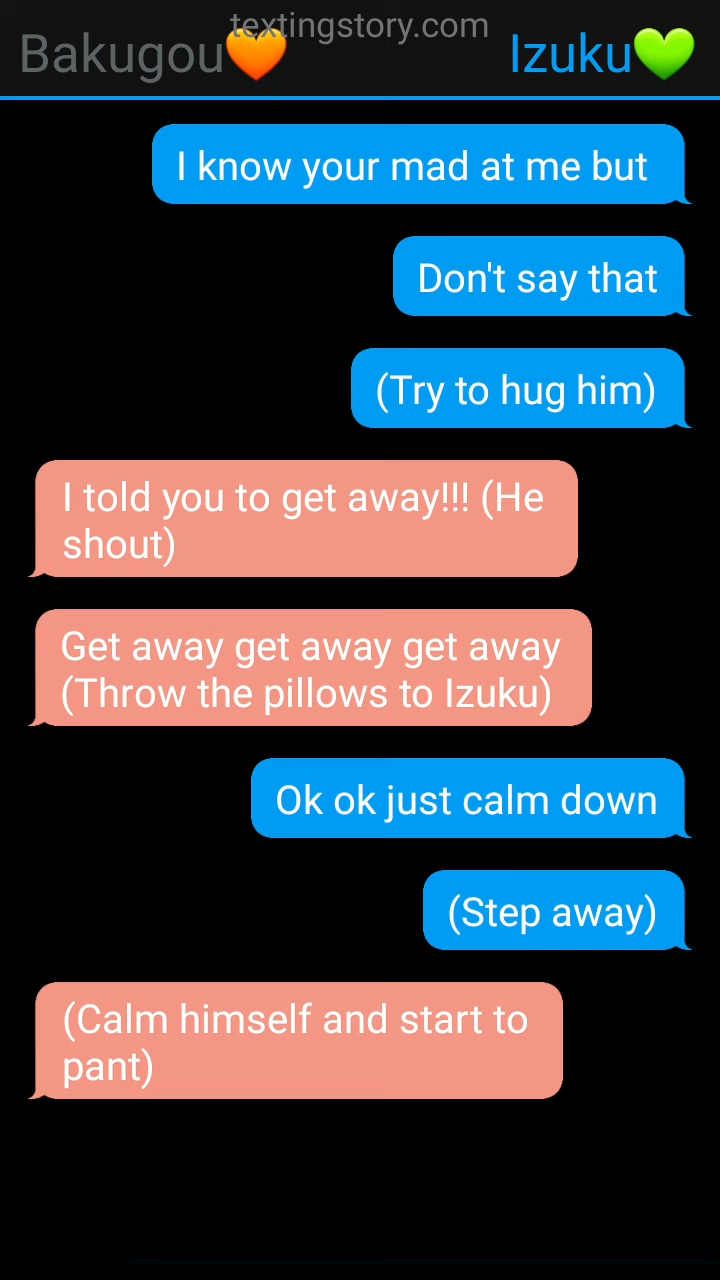 textingstory.com
Bakugou🧡 Izuku💚
I know your mad at me but
Don't say that
(Try to hug him)
I told you to get away!!! (He
shout)
Get away get away get away
(Throw the pillows to Izuku)
Ok ok just calm down
(Step away)
(Calm himself and start to
pant)